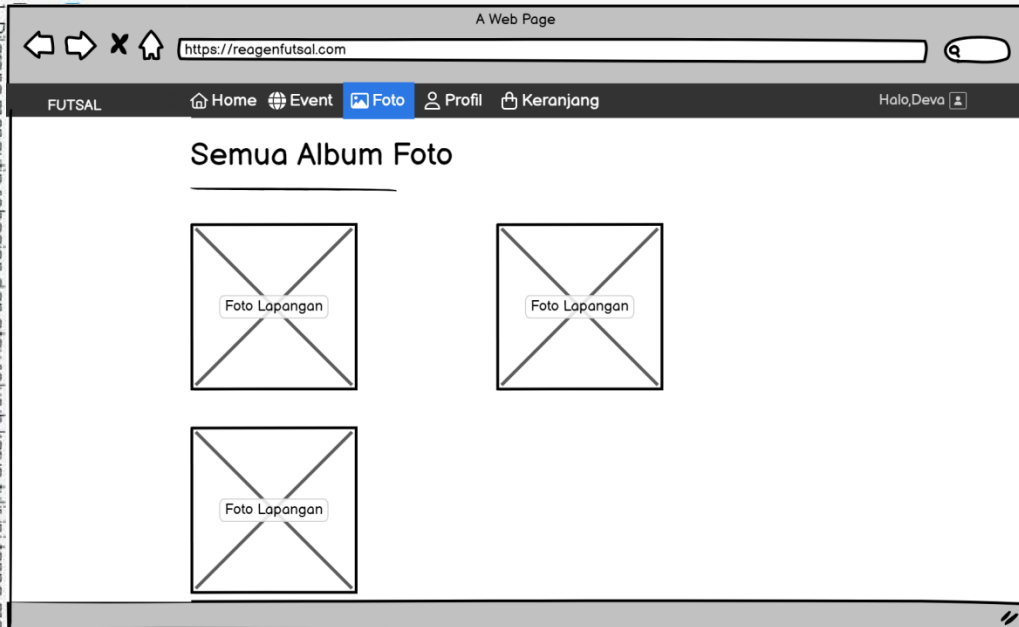 A Web Page
https://reagenfutsal.com
FUTSAL Home Event Foto Profil Keranjang Halo,Deva
Semua Album Foto
Foto Lapangan Foto Lapangan
Foto Lapangan